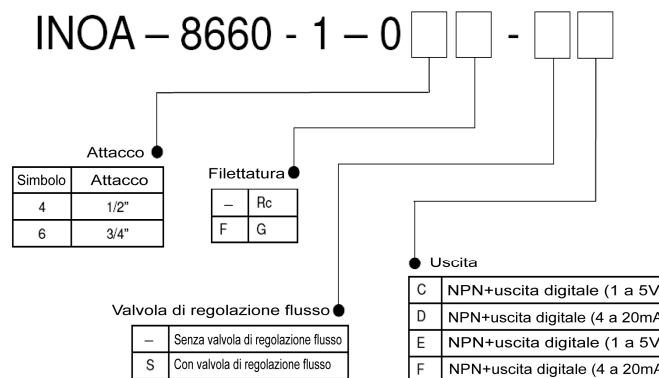 INOA – 8660 - 1 – 0 -
Attacco
Simbolo Attacco
4 1/2"
6 3/4"
Filettatura
– Rc
F G
Uscita
C NPN+uscita digitale (1 a 5V
D NPN+uscita digitale (4 a 20mA
E NPN+uscita digitale (1 a 5V
F NPN+uscita digitale (4 a 20mA
Valvola di regolazione flusso
– Senza valvola di regolazione flusso
S Con valvola di regolazione flusso